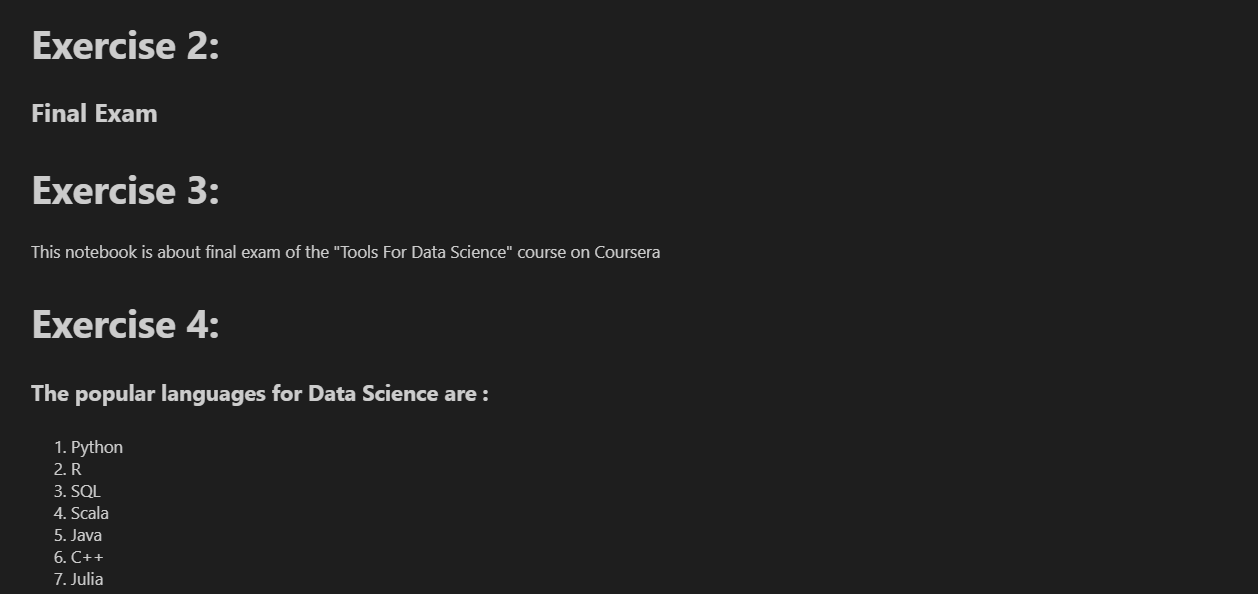 Exercise 2:
Final Exam
Exercise 3:
This notebook is about final exam of the "Tools For Data Science" course on Coursera
Exercise 4:
The popular languages for Data Science are :
1. Python
2. R
3. SQL
4. Scala
5. Java
6. C++
7. Julia